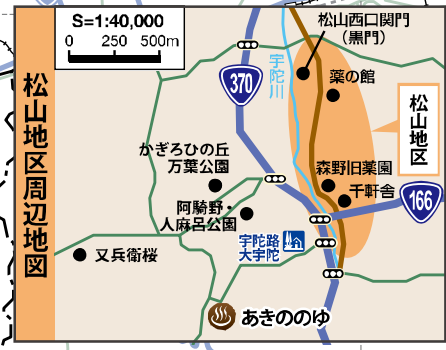 松山地区周辺地図
S=1:40,000
0 250 500m
松山西口関門
（黒門）
薬の館
宇陀川
370
松山地区
かぎろひの丘
万葉公園
森野旧薬園
千軒舎
166
阿騎野・
人麻呂公園
宇陀路
大宇陀
又兵衛桜
あきののゆ